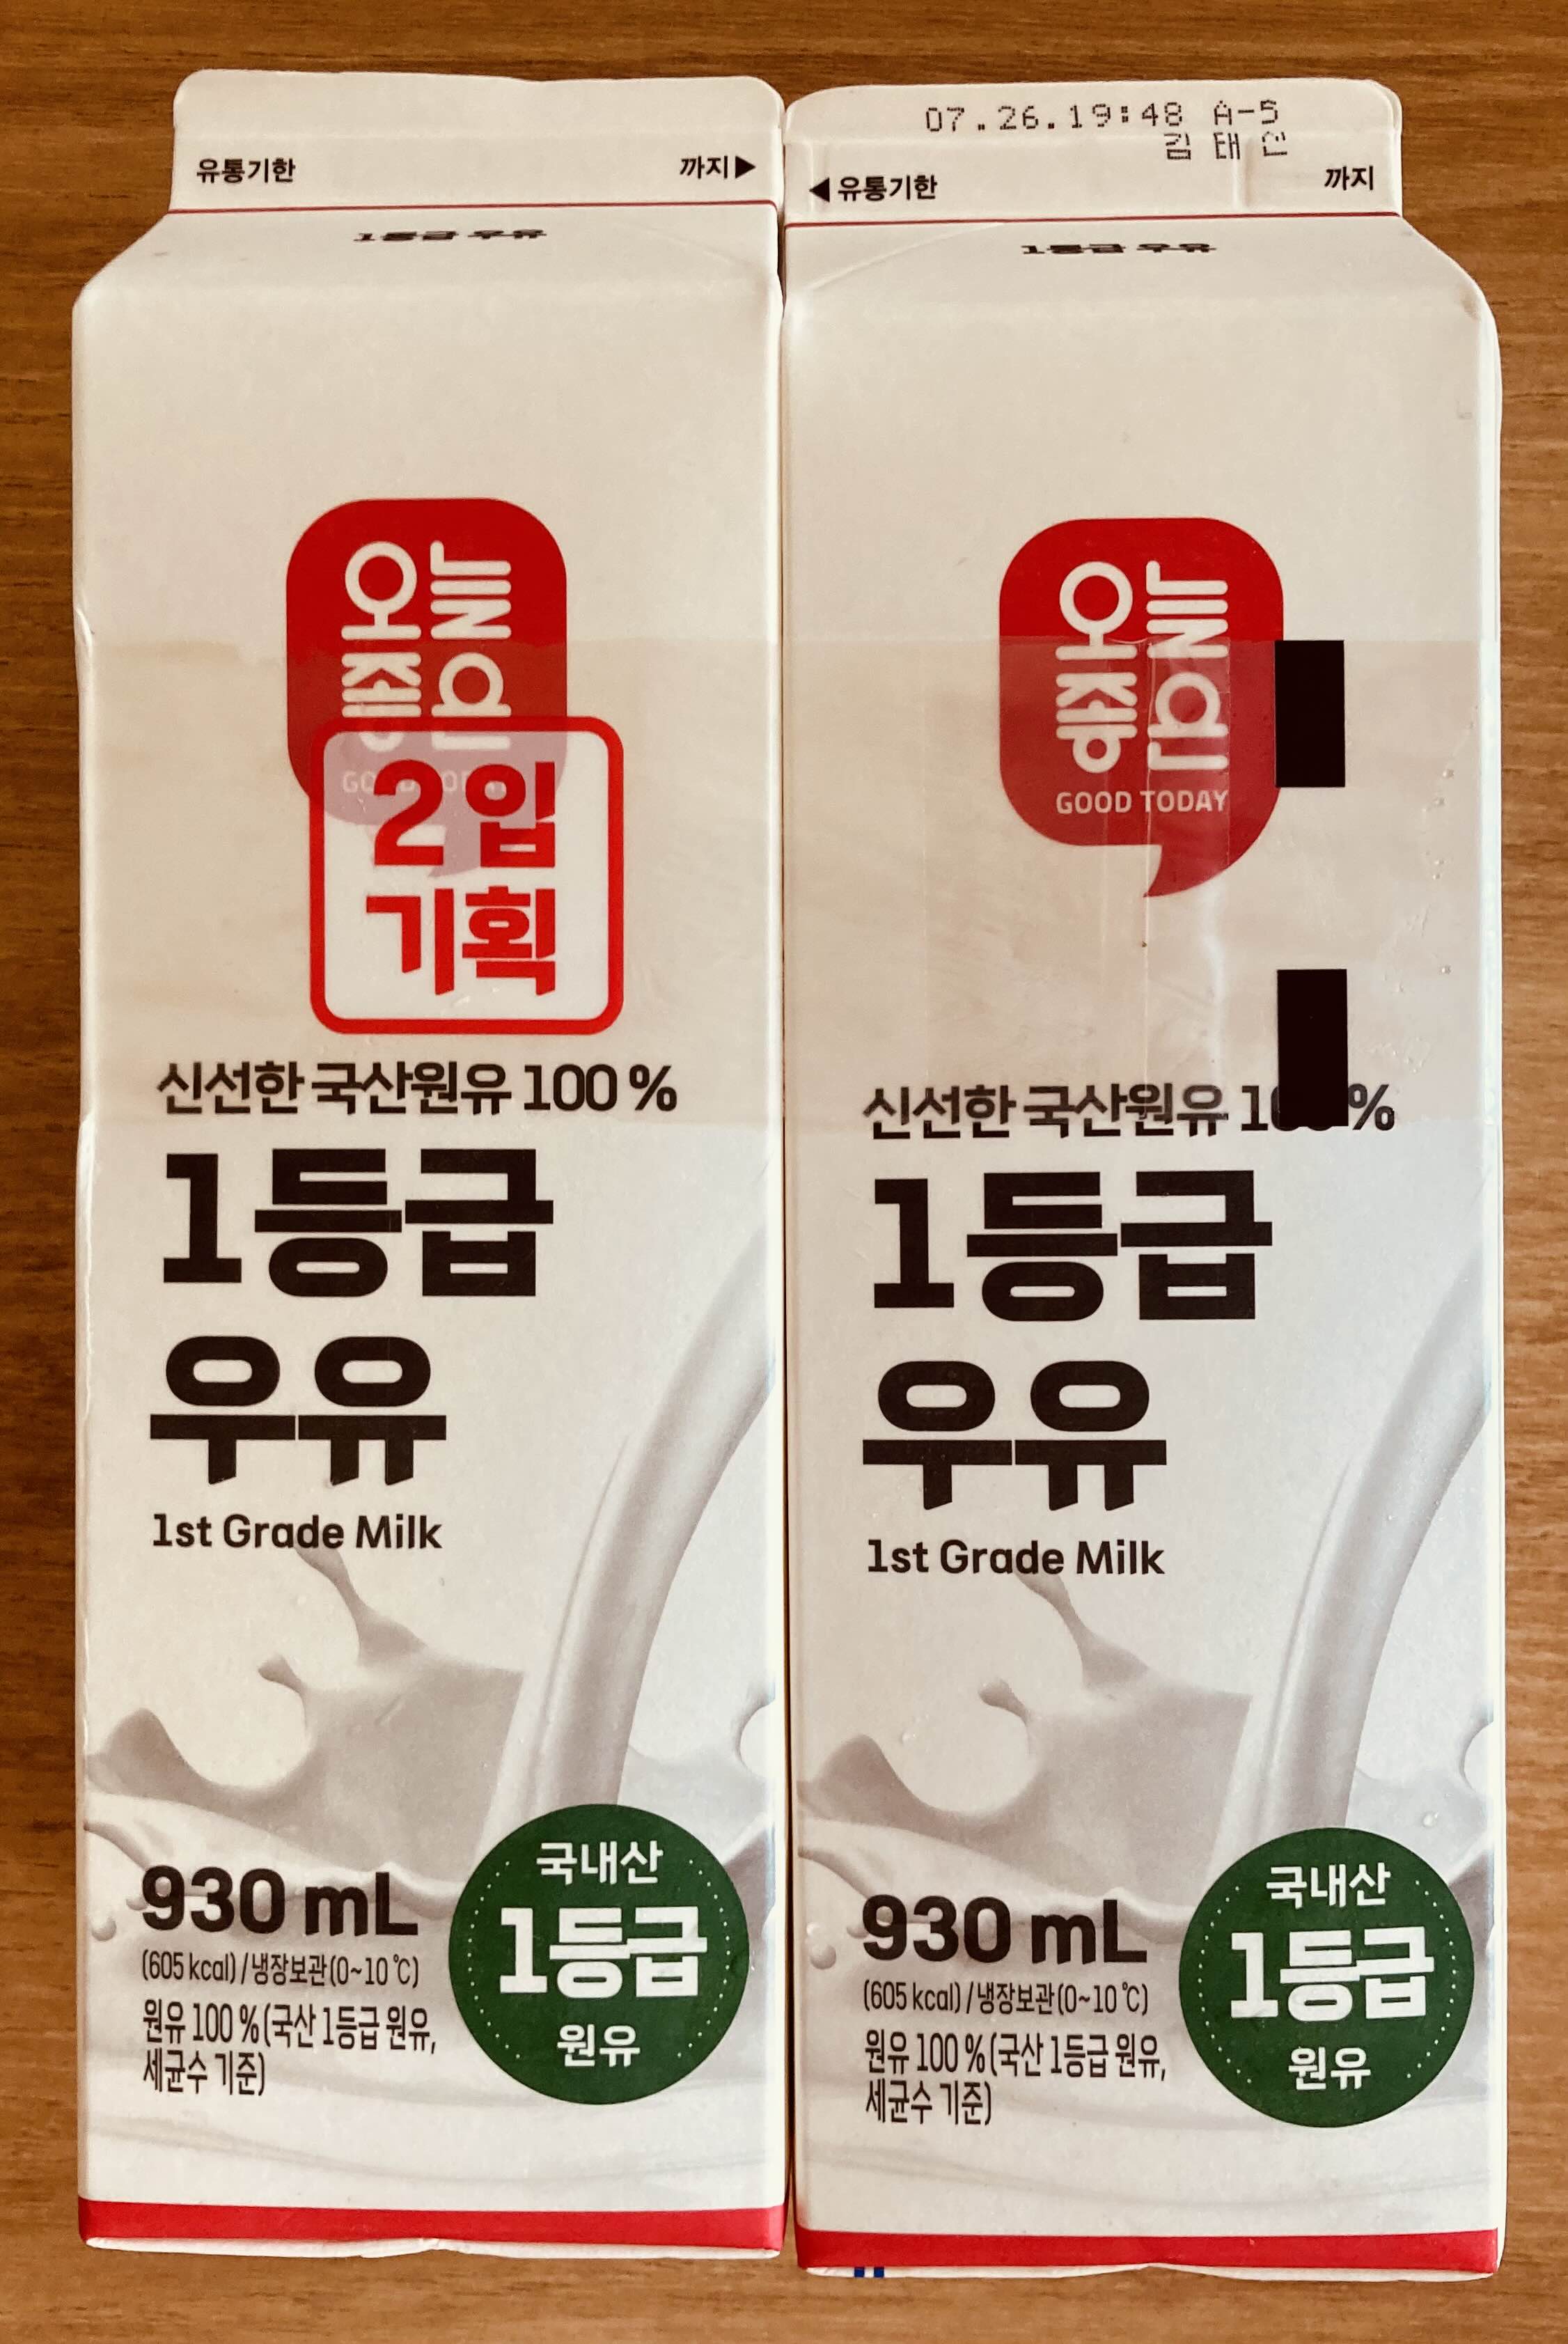 유통기한 까지▶
1등급 우유
오늘
좋은
GOOD TODAY
2입
기획
신선한 국산원유 100 %
1등급
우유
1st Grade Milk
930 mL
(605 kcal) / 냉장보관(0~10 ℃)
원유 100 % (국산 1등급 원유,
세균수 기준)
국내산
1등급
원유
07.26.19:48 A-5
김태
◀유통기한 까지
1등급 우유
오늘
좋은
GOOD TODAY
신선한 국산원유 %
1등급
우유
1st Grade Milk
930 mL
(605 kcal) / 냉장보관(0~10 ℃)
원유 100 % (국산 1등급 원유,
세균수 기준)
국내산
1등급
원유